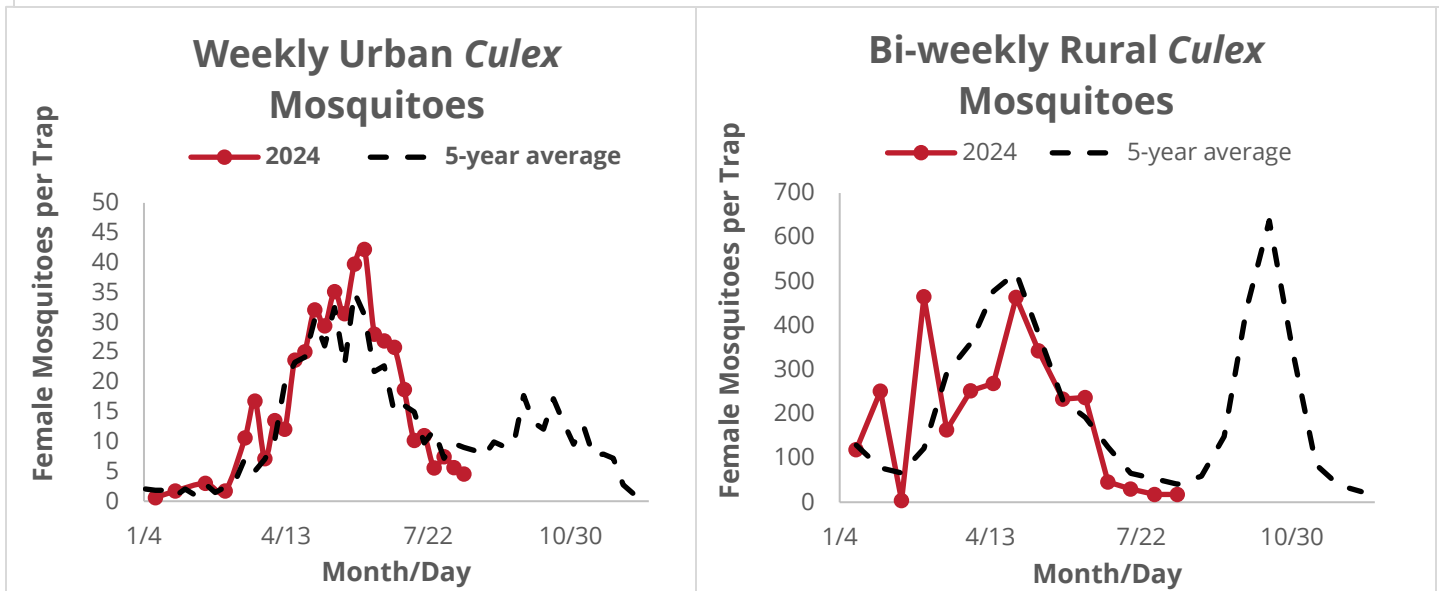 Weekly Urban Culex
Mosquitoes
2024
5-year average
Female Mosquitoes per Trap
50
45
40
35
30
25
20
15
10
5
0
1/4
4/13
7/22
10/30
Month/Day
Bi-weekly Rural Culex
Mosquitoes
2024
5-year average
Female Mosquitoes per Trap
700
600
500
400
300
200
100
0
1/4
4/13
7/22
10/30
Month/Day